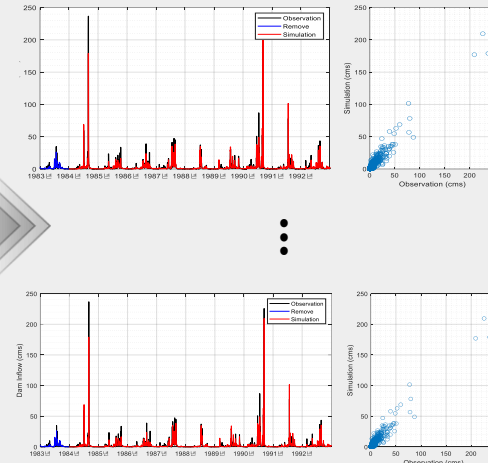 250
200
150
100
50
0
1983년 1984년 1985년 1986년 1987년 1988년 1989년 1990년 1991년 1992년
Observation
Remove
Simulation
Simulation (cms)
250
200
150
100
50
0
0 50 100 150 200
Observation (cms)
Dam Inflow (cms)
250
200
150
100
50
0
1983년 1984년 1985년 1986년 1987년 1988년 1989년 1990년 1991년 1992년
Observation
Remove
Simulation
Simulation (cms)
250
200
150
100
50
0
0 50 100 150 200
Observation (cms)